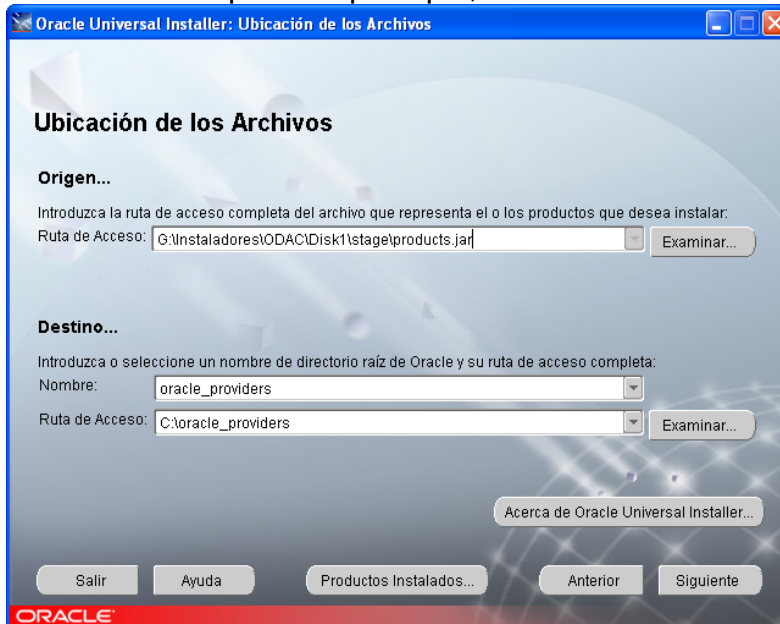 Oracle Universal Installer: Ubicación de los Archivos
Ubicación de los Archivos
Origen...
Introduzca la ruta de acceso completa del archivo que representa el o los productos que desea instalar:
Ruta de Acceso: G:\Instaladores\ODAC\Disk1\stage\products.jar Examinar...
Destino...
Introduzca o seleccione un nombre de directorio raíz de Oracle y su ruta de acceso completa:
Nombre: oracle_providers
Ruta de Acceso: C:\oracle_providers Examinar...
Acerca de Oracle Universal Installer...
Salir Ayuda Productos Instalados... Anterior Siguiente
ORACLE